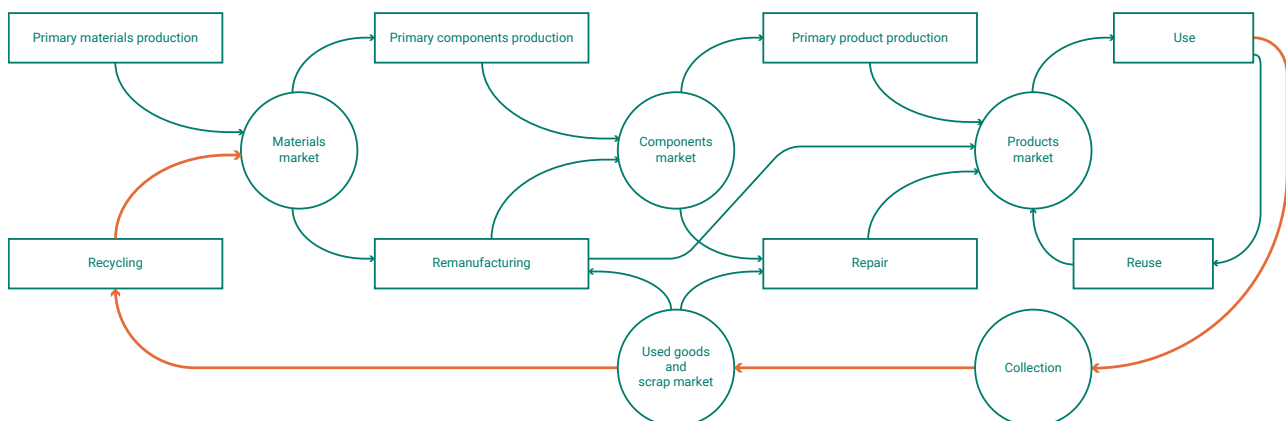 Primary materials production
Primary components production
Primary product production
Use
Materials
market
Components
market
Products
market
Recycling
Remanufacturing
Repair
Reuse
Used goods
and
scrap market
Collection